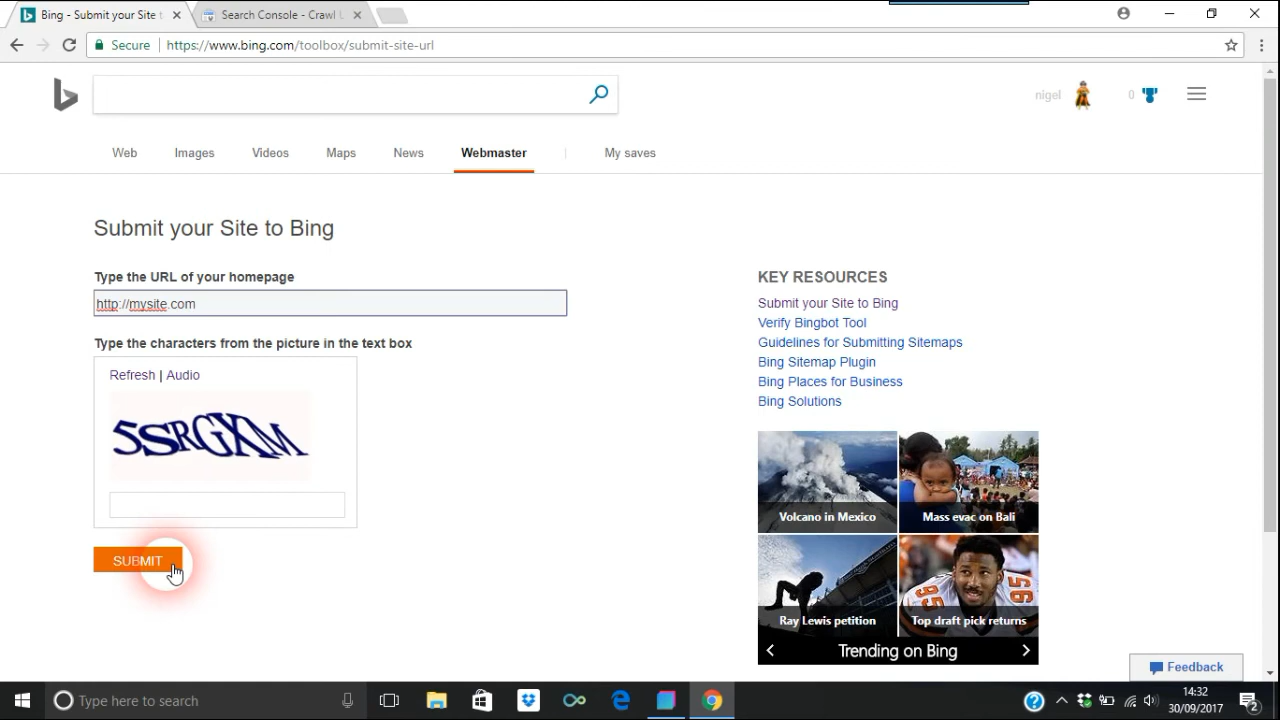 Bing - Submit your Site t
Search Console - Crawl
Secure
https://www.bing.com/toolbox/submit-site-url
nigel
0
Web Images Videos Maps News Webmaster My saves
Submit your Site to Bing
Type the URL of your homepage
http://mysite.com
Type the characters from the picture in the text box
Refresh | Audio
5SRGXM
SUBMIT
KEY RESOURCES
Submit your Site to Bing
Verify Bingbot Tool
Guidelines for Submitting Sitemaps
Bing Sitemap Plugin
Bing Places for Business
Bing Solutions
Volcano in Mexico
Mass evac on Bali
95
95
Ray Lewis petition
Top draft pick returns
Trending on Bing
Feedback
Type here to search
14:32
30/09/2017
2